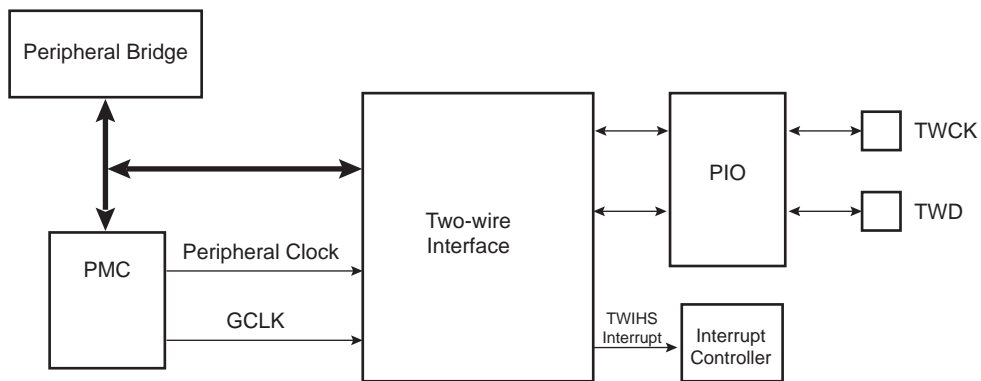 Peripheral Bridge
TWCK
PIO
TWD
Two-wire
Interface
PMC
Peripheral Clock
GCLK
TWIHS
Interrupt
Interrupt
Controller